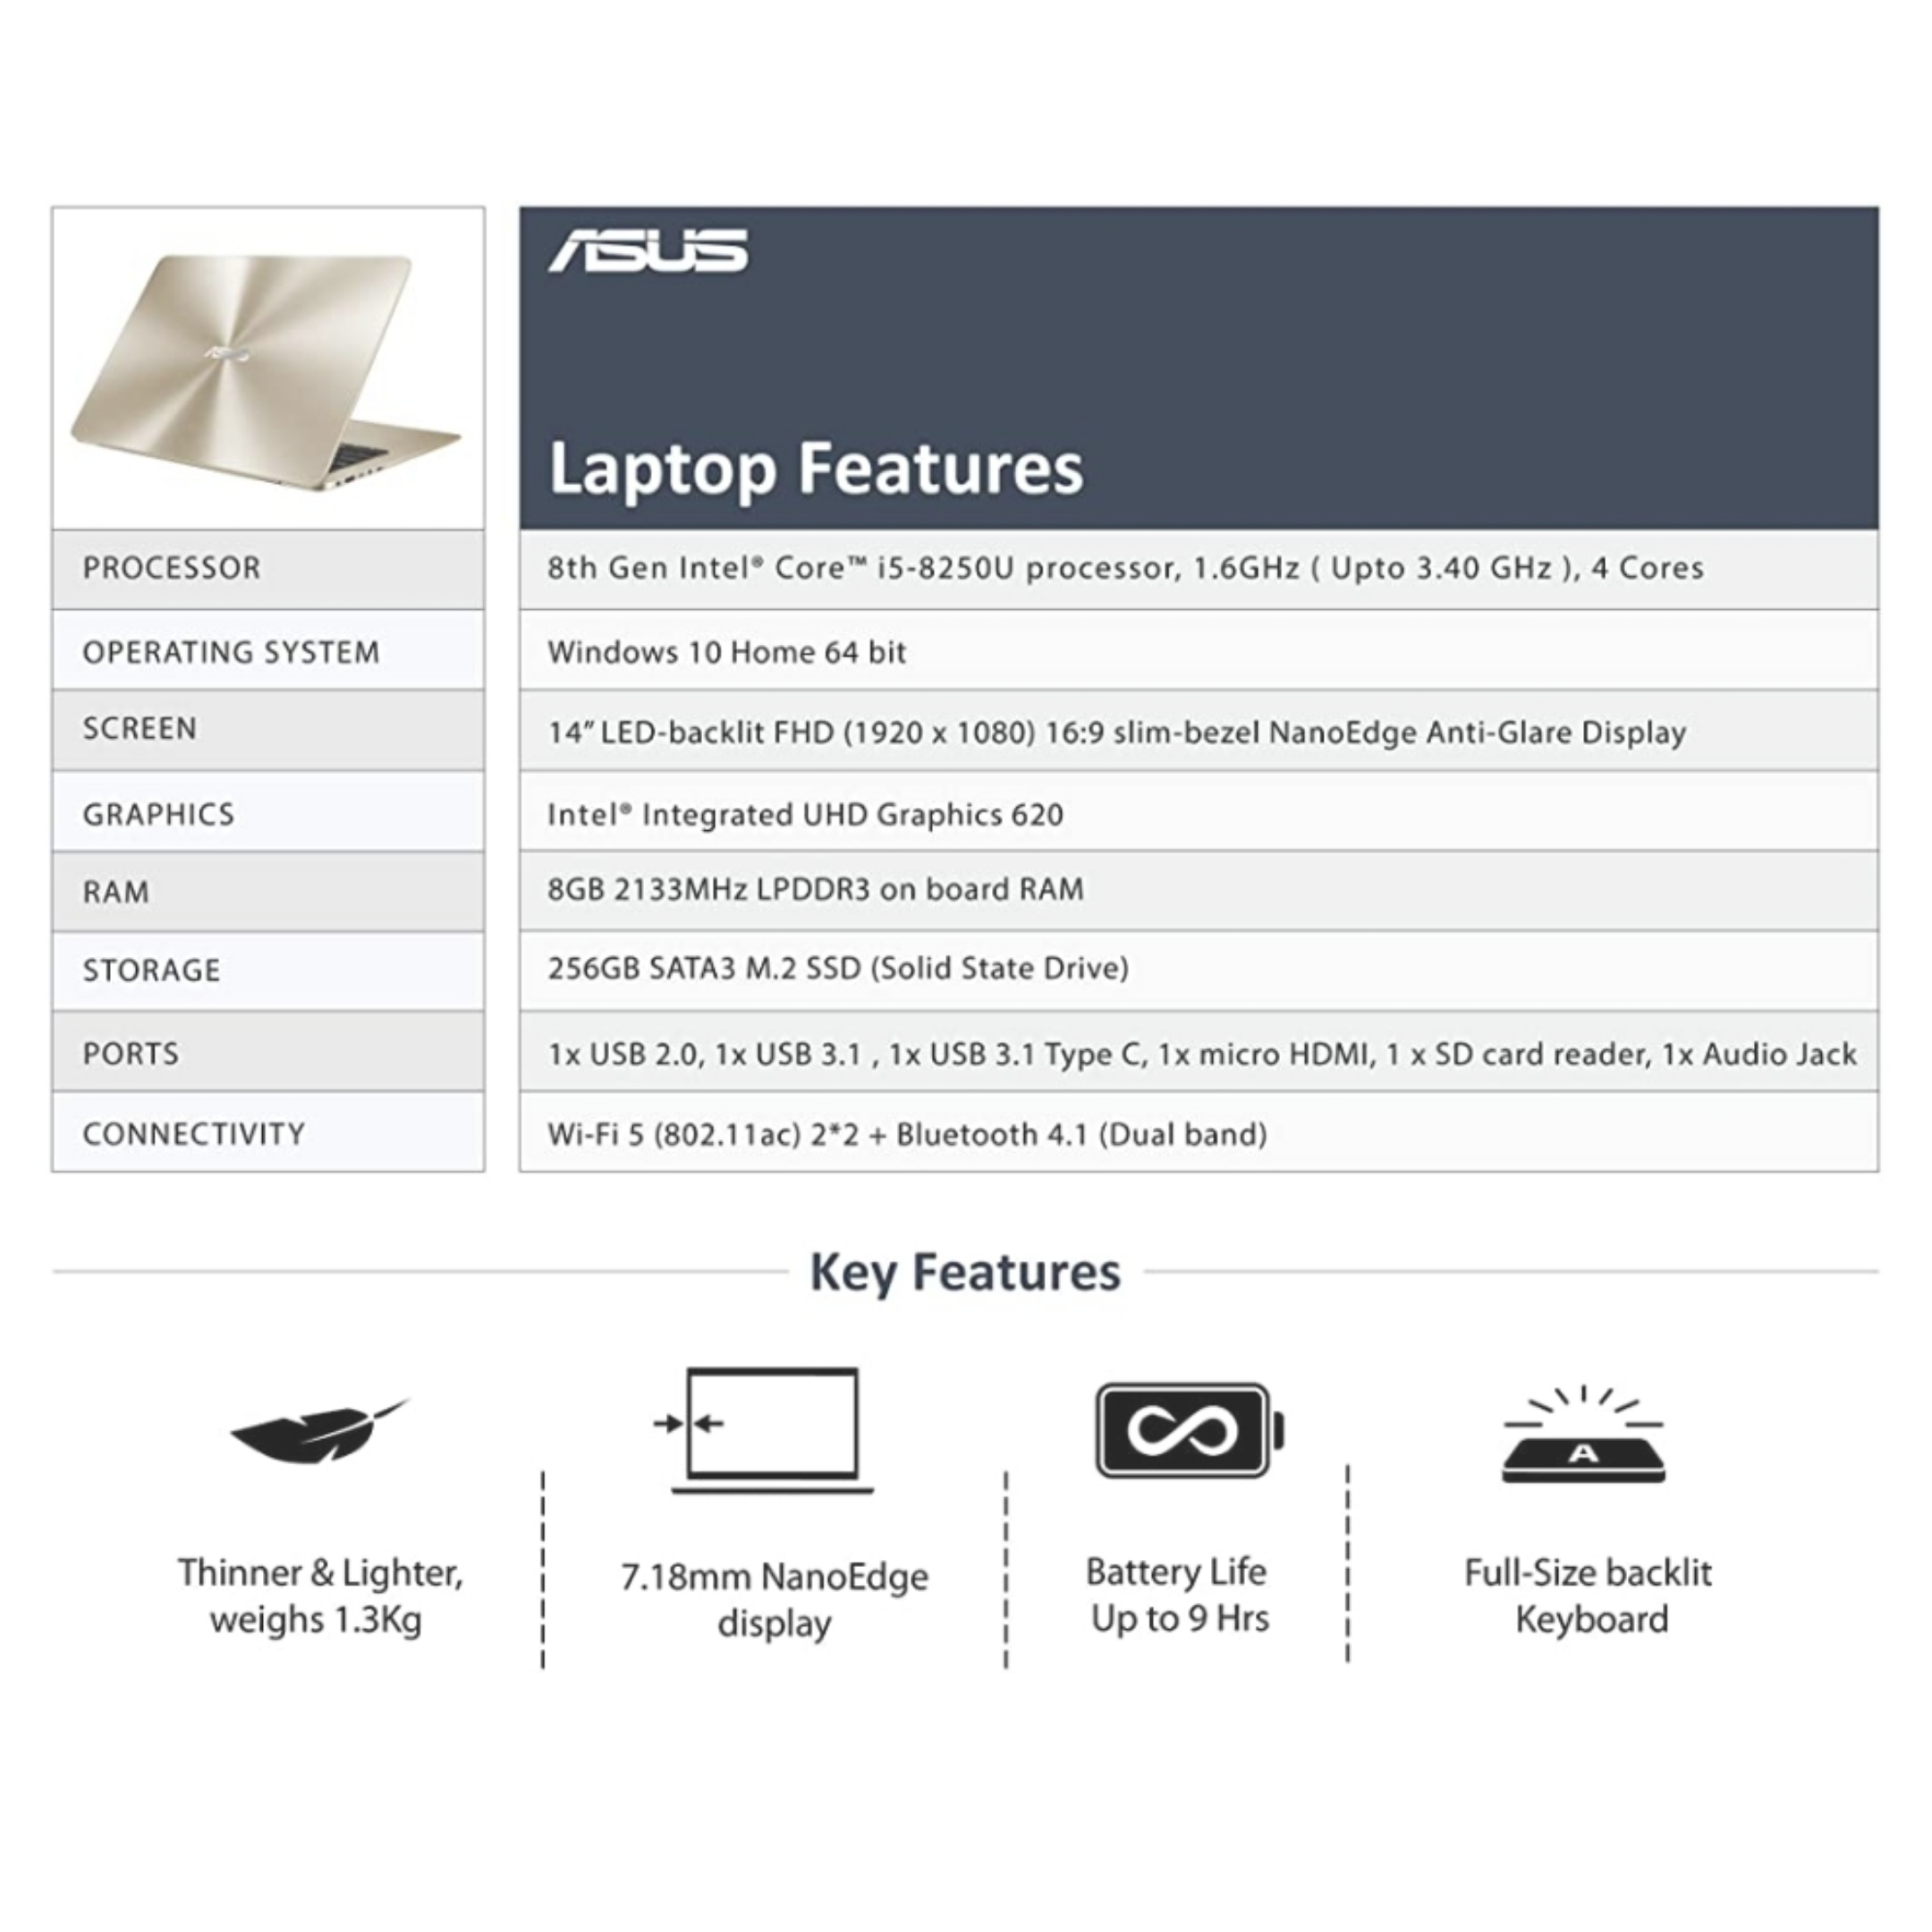 ASUS
ASUS
Laptop Features
PROCESSOR
8th Gen Intel® Core™ i5-8250U processor, 1.6GHz ( Upto 3.40 GHz ), 4 Cores
OPERATING SYSTEM
Windows 10 Home 64 bit
SCREEN
14” LED-backlit FHD (1920 x 1080) 16:9 slim-bezel NanoEdge Anti-Glare Display
GRAPHICS
Intel® Integrated UHD Graphics 620
RAM
8GB 2133MHz LPDDR3 on board RAM
STORAGE
256GB SATA3 M.2 SSD (Solid State Drive)
PORTS
1x USB 2.0, 1x USB 3.1 , 1x USB 3.1 Type C, 1x micro HDMI, 1 x SD card reader, 1x Audio Jack
CONNECTIVITY
Wi-Fi 5 (802.11ac) 2*2 + Bluetooth 4.1 (Dual band)
Key Features
A
Thinner & Lighter,
weighs 1.3Kg
7.18mm NanoEdge
display
Battery Life
Up to 9 Hrs
Full-Size backlit
Keyboard